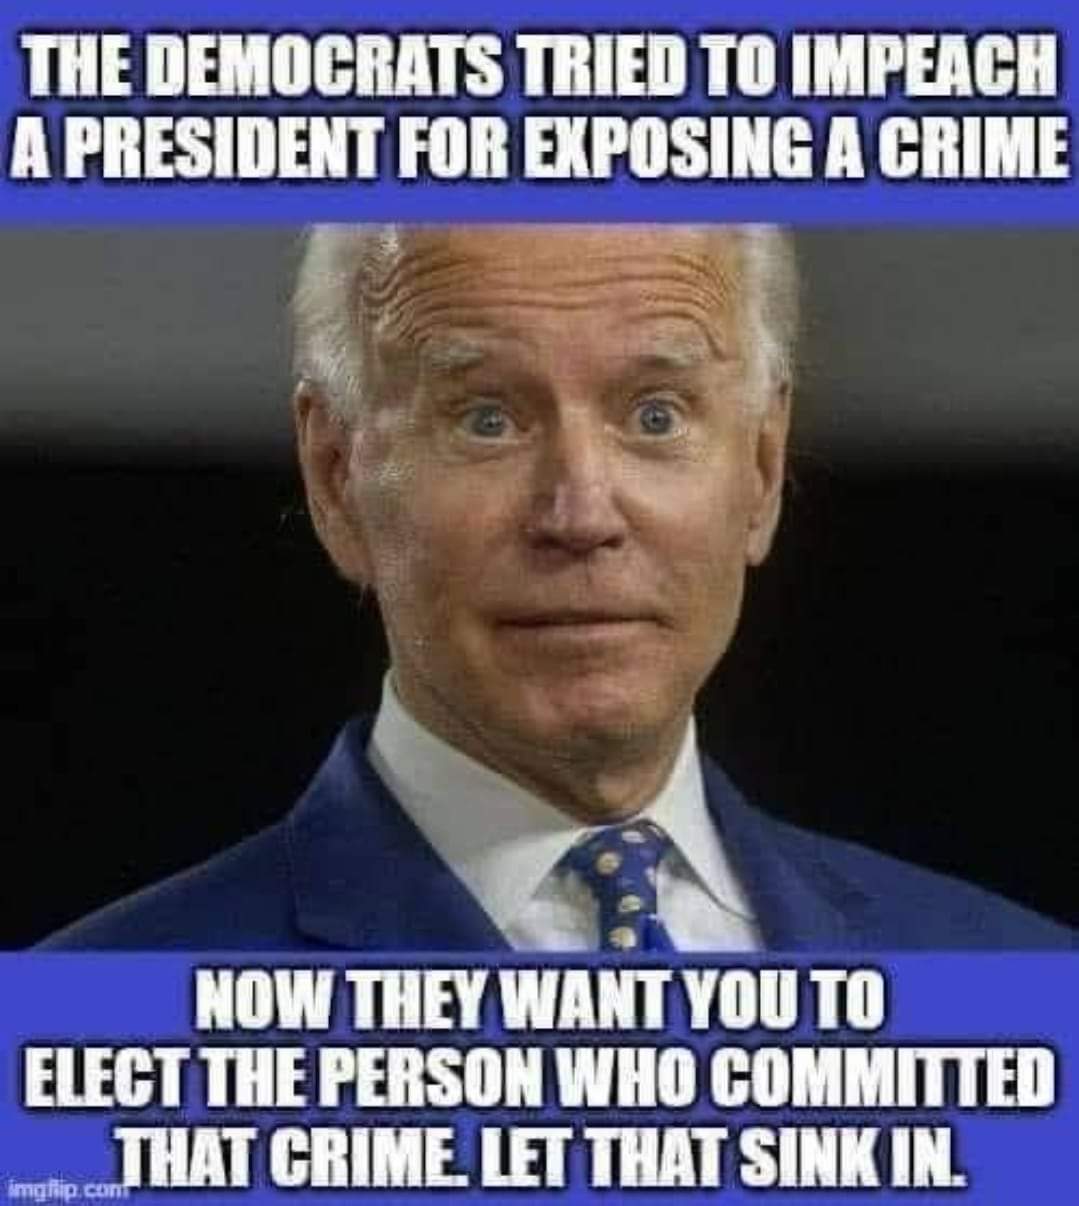 THE DEMOCRATS TRIED TO IMPEACH
A PRESIDENT FOR EXPOSING A CRIME
NOW THEY WANT YOU TO
ELECT THE PERSON WHO COMMITTED
THAT CRIME. LET THAT SINK IN.
imgflip.com